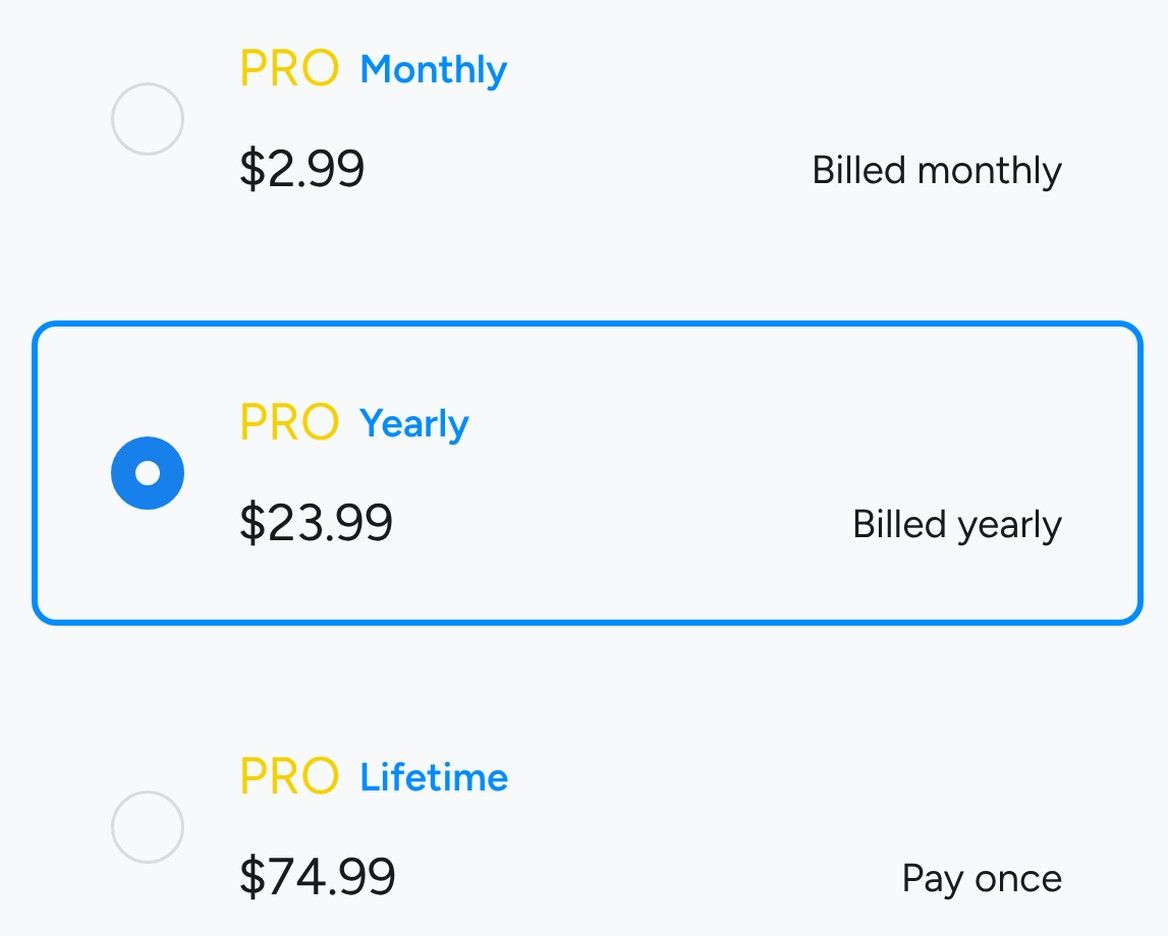 PRO Monthly
$2.99 Billed monthly
PRO Yearly
$23.99 Billed yearly
PRO Lifetime
$74.99 Pay once